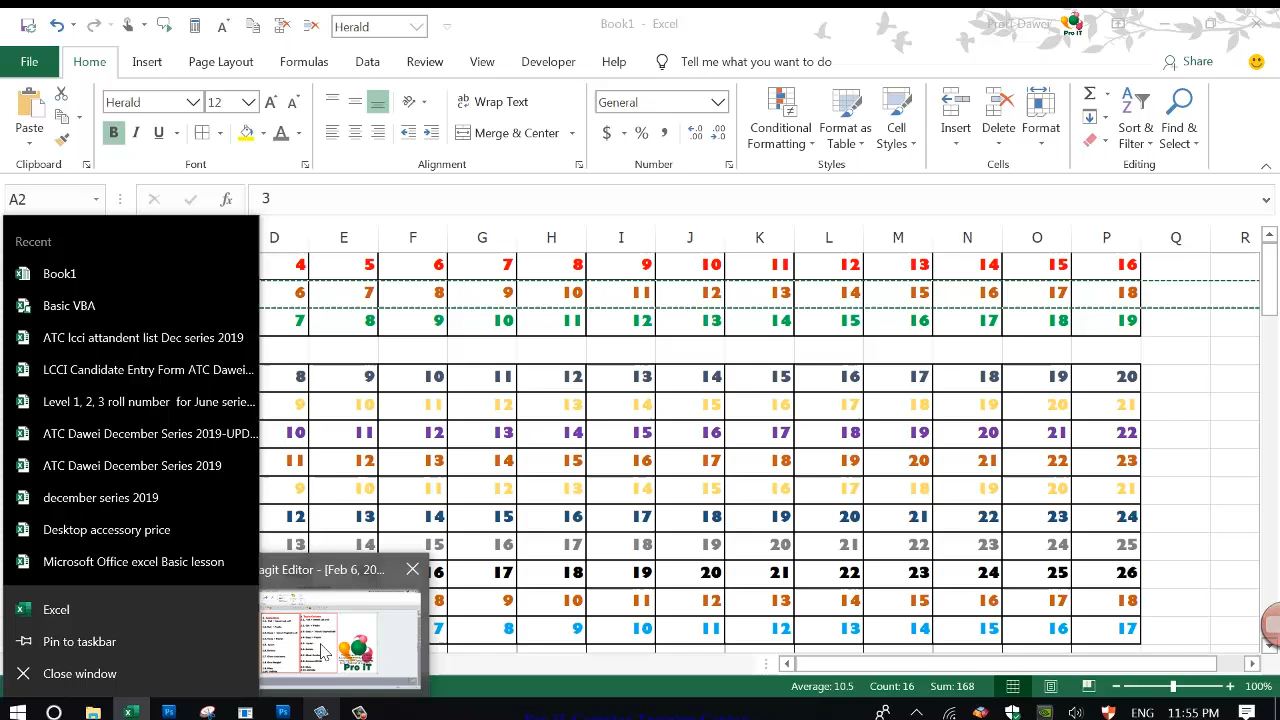 Herald
Book1 - Excel
Pro IT Dawei
Pro IT
File Home Insert Page Layout Formulas Data Review View Developer Help Tell me what you want to do Share
Herald 12 Wrap Text General
Paste B I U Merge & Center $ % , Conditional Formatting Format as Table Cell Styles Insert Delete Format Sort & Filter Find & Select
Clipboard Font Alignment Number Styles Cells Editing
A2 fx 3
D E F G H I J K L M N O P Q R
4 5 6 7 8 9 10 11 12 13 14 15 16
6 7 8 9 10 11 12 13 14 15 16 17 18
7 8 9 10 11 12 13 14 15 16 17 18 19
8 9 10 11 12 13 14 15 16 17 18 19 20
9 10 11 12 13 14 15 16 17 18 19 20 21
10 11 12 13 14 15 16 17 18 19 20 21 22
11 12 13 14 15 16 17 18 19 20 21 22 23
9 10 11 12 13 14 15 16 17 18 19 20 21
12 13 14 15 16 17 18 19 20 21 22 23 24
13 14 15 16 17 18 19 20 21 22 23 24 25
16 17 18 19 20 21 22 23 24 25 26
8 9 10 11 12 13 14 15 16 17 18
7 8 9 10 11 12 13 14 15 16 17
Recent
Book1
Basic VBA
ATC lcci attandent list Dec series 2019
LCCI Candidate Entry Form ATC Dawei...
Level 1, 2, 3 roll number for June serie...
ATC Dawei December Series 2019-UPD...
ATC Dawei December Series 2019
december series 2019
Desktop accessory price
Microsoft Office excel Basic lesson
Excel
Pin to taskbar
Close window
agit Editor - [Feb 6, 20...
Pro IT
Average: 10.5 Count: 16 Sum: 168 100%
11:55 PM